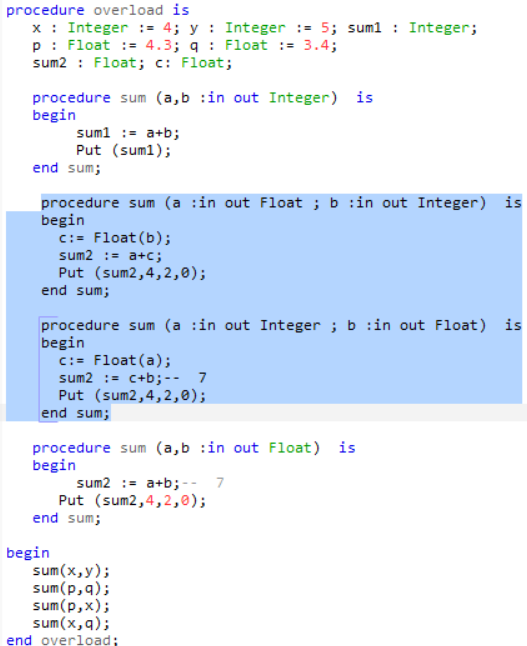 procedure overload is
x : Integer := 4; y : Integer := 5; sum1 : Integer;
p : Float := 4.3; q : Float := 3.4;
sum2 : Float; c: Float;
procedure sum (a,b :in out Integer)  is
begin
sum1 := a+b;
Put (sum1);
end sum;
procedure sum (a :in out Float ; b :in out Integer)  is
begin
c:= Float(b);
sum2 := a+c;
Put (sum2,4,2,0);
end sum;
procedure sum (a :in out Integer ; b :in out Float)  is
begin
c:= Float(a);
sum2 := c+b;--  7
Put (sum2,4,2,0);
end sum;
procedure sum (a,b :in out Float)  is
begin
sum2 := a+b;--  7
Put (sum2,4,2,0);
end sum;
begin
sum(x,y);
sum(p,q);
sum(p,x);
sum(x,q);
end overload;